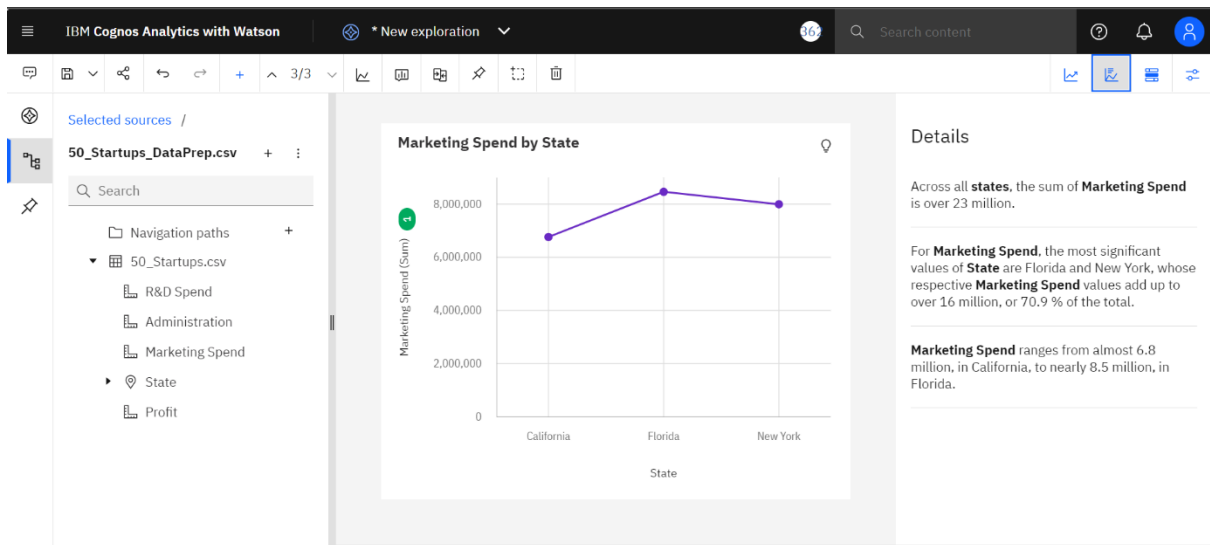 IBM Cognos Analytics with Watson
* New exploration
362
Search content
3/3
Selected sources /
50_Startups_DataPrep.csv
Search
Navigation paths
50_Startups.csv
R&D Spend
Administration
Marketing Spend
State
Profit
Marketing Spend by State
8,000,000
6,000,000
4,000,000
2,000,000
0
Marketing Spend (Sum)
1
California
Florida
New York
State
Details
Across all states, the sum of Marketing Spend
is over 23 million.
For Marketing Spend, the most significant
values of State are Florida and New York, whose
respective Marketing Spend values add up to
over 16 million, or 70.9 % of the total.
Marketing Spend ranges from almost 6.8
million, in California, to nearly 8.5 million, in
Florida.